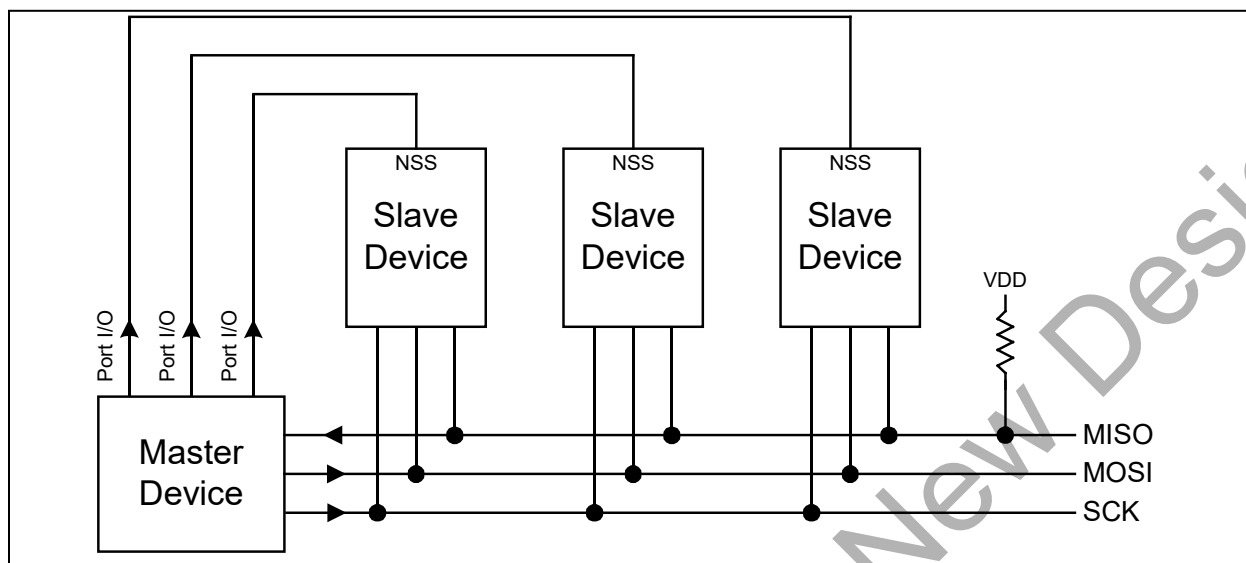 NSS
NSS
NSS
Slave
Device
Slave
Device
Slave
Device
VDD
Port I/O
Port I/O
Port I/O
Master
Device
MISO
MOSI
SCK
New